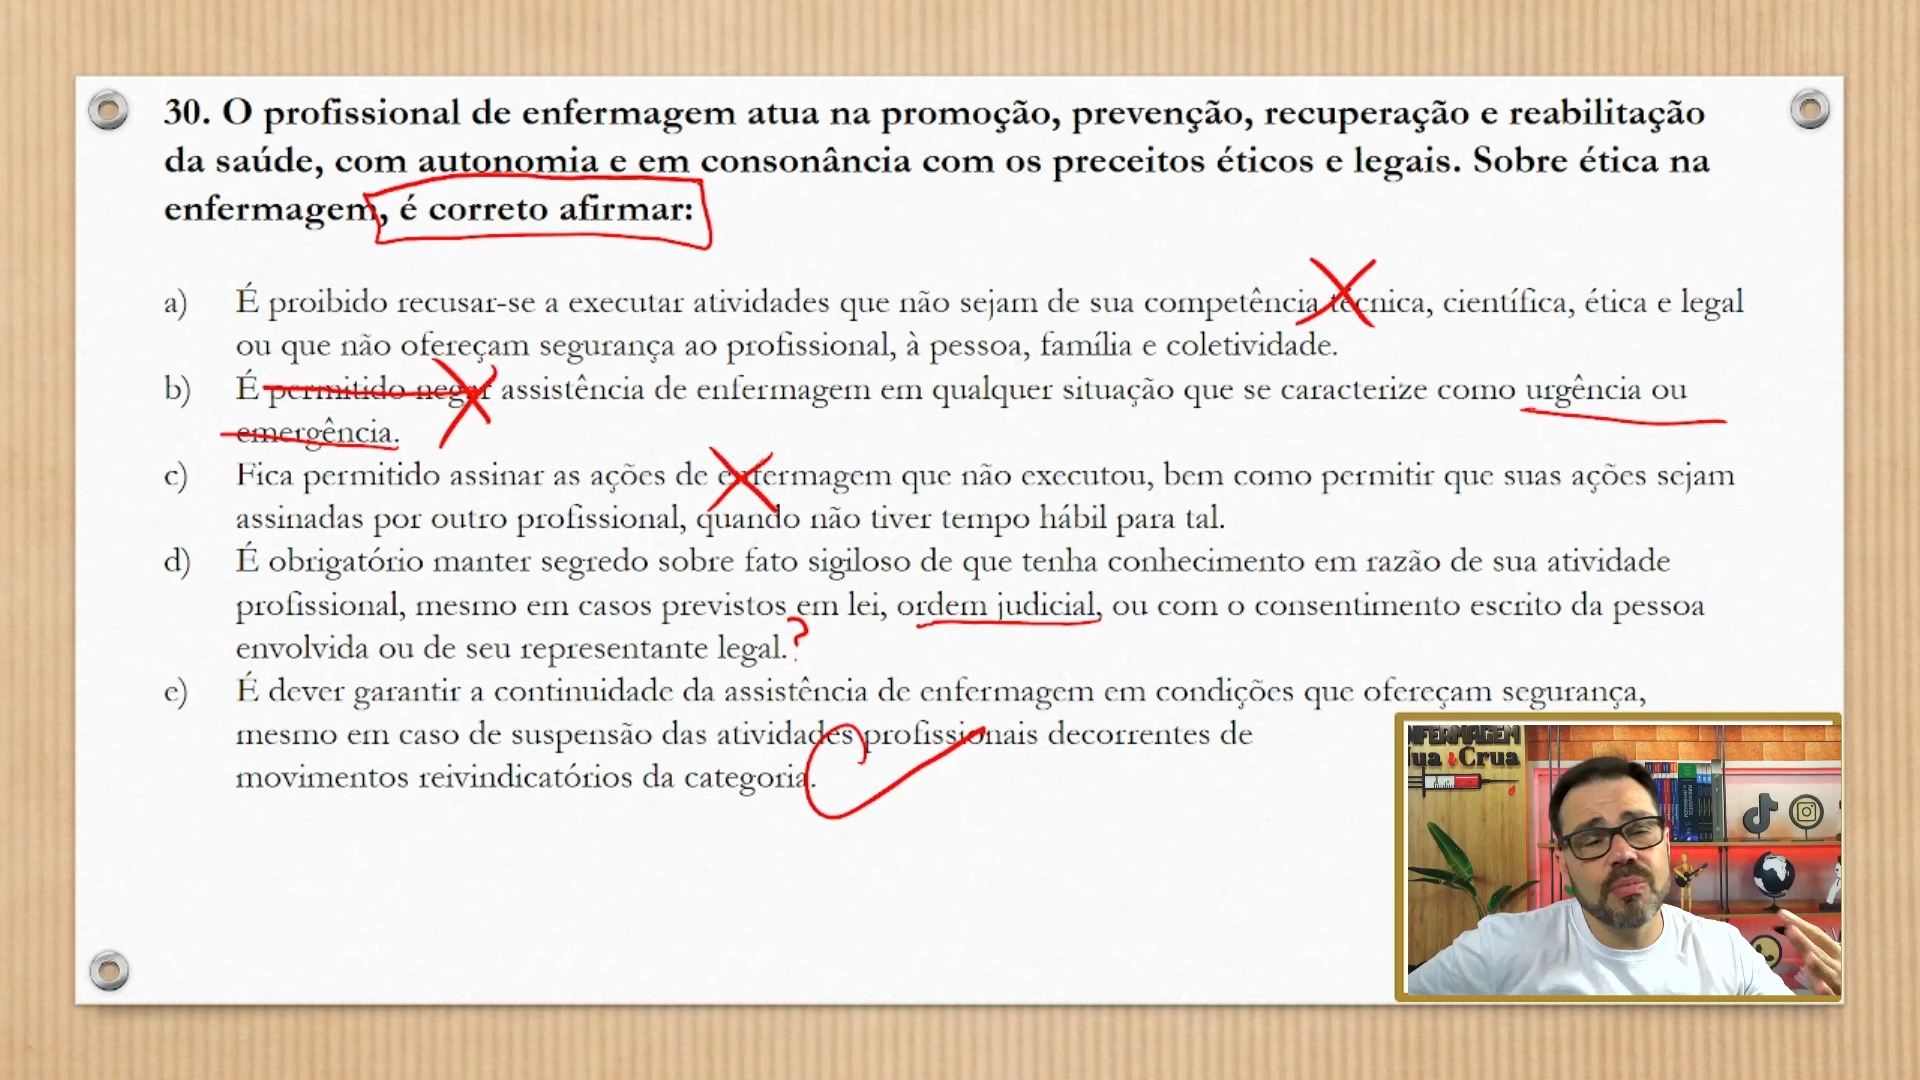 30. O profissional de enfermagem atua na promoção, prevenção, recuperação e reabilitação
da saúde, com autonomia e em consonância com os preceitos éticos e legais. Sobre ética na
enfermagem, é correto afirmar:
a) É proibido recusar-se a executar atividades que não sejam de sua competência técnica, científica, ética e legal
ou que não ofereçam segurança ao profissional, à pessoa, família e coletividade.
b) É permitido negar assistência de enfermagem em qualquer situação que se caracterize como urgência ou
emergência.
c) Fica permitido assinar as ações de enfermagem que não executou, bem como permitir que suas ações sejam
assinadas por outro profissional, quando não tiver tempo hábil para tal.
d) É obrigatório manter segredo sobre fato sigiloso de que tenha conhecimento em razão de sua atividade
profissional, mesmo em casos previstos em lei, ordem judicial, ou com o consentimento escrito da pessoa
envolvida ou de seu representante legal. ?
e) É dever garantir a continuidade da assistência de enfermagem em condições que ofereçam segurança,
mesmo em caso de suspensão das atividades profissionais decorrentes de
movimentos reivindicatórios da categoria.
NFERMAGEM
ua & Crua